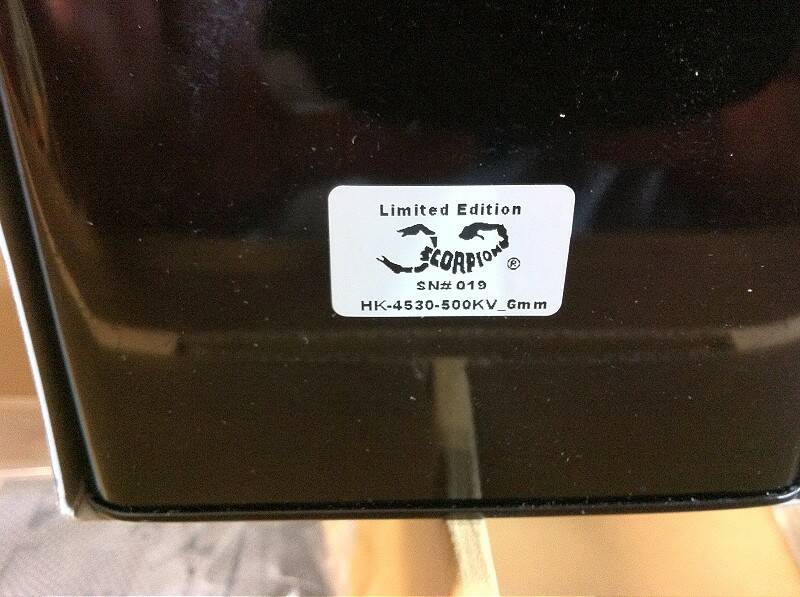 Limited Edition
SCORPION ®
SN# 019
HK-4530-500KV_6mm